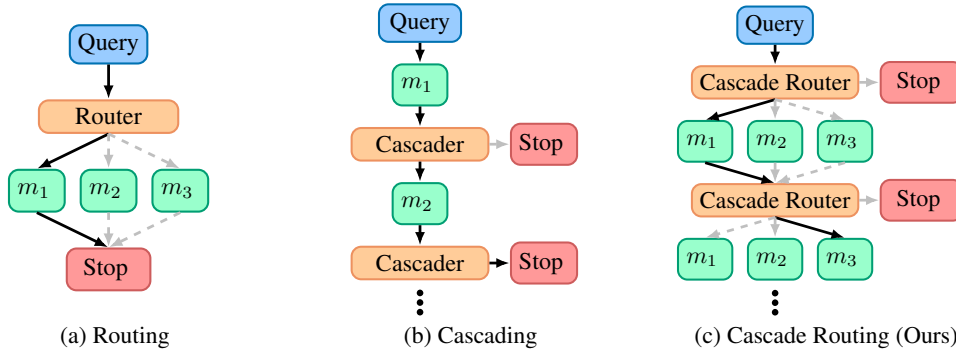 Query
Router
m1 m2 m3
Stop
(a) Routing
Query
m1
Cascader Stop
m2
Cascader Stop
(b) Cascading
Query
Cascade Router Stop
m1 m2 m3
Cascade Router Stop
m1 m2 m3
(c) Cascade Routing (Ours)